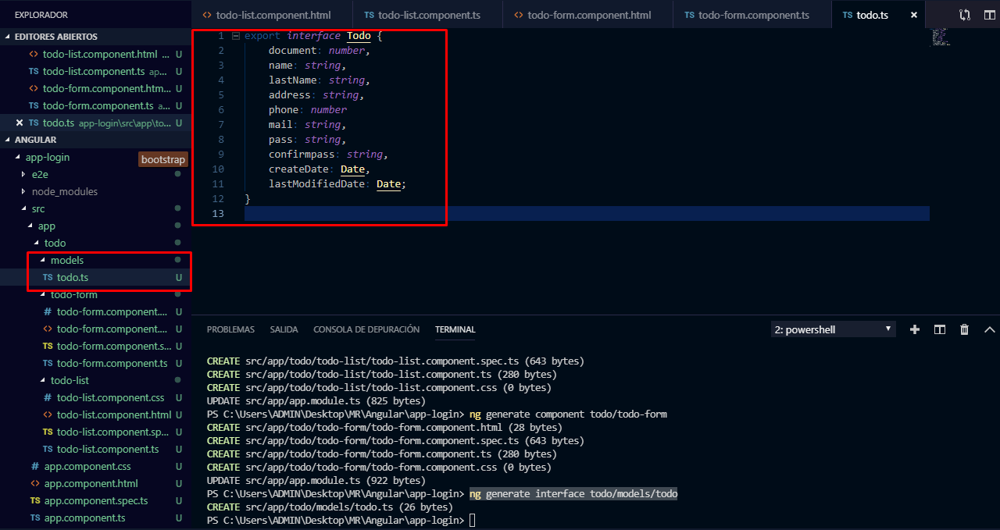 EXPLORADOR
EDITORES ABIERTOS
<> todo-list.component.html ... U
TS todo-list.component.ts ap... U
<> todo-form.component.htm... U
TS todo-form.component.ts a... U
× TS todo.ts app-login\src\app\to... U
ANGULAR
app-login
bootstrap
e2e
node_modules
src
app
todo
models
TS todo.ts U
todo-form
# todo-form.component.... U
<> todo-form.component.... U
TS todo-form.component.s... U
TS todo-form.component.ts U
todo-list
# todo-list.component.css U
<> todo-list.component.html U
TS todo-list.component.sp... U
TS todo-list.component.ts U
# app.component.css U
<> app.component.html U
TS app.component.spec.ts U
TS app.component.ts U
<> todo-list.component.html
TS todo-list.component.ts
<> todo-form.component.html
TS todo-form.component.ts
TS todo.ts ×
1 export interface Todo {
2 document: number,
3 name: string,
4 lastName: string,
5 address: string,
6 phone: number
7 mail: string,
8 pass: string,
9 confirmpass: string,
10 createDate: Date,
11 lastModifiedDate: Date;
12 }
13
PROBLEMAS SALIDA CONSOLA DE DEPURACIÓN TERMINAL
2: powershell
CREATE src/app/todo/todo-list/todo-list.component.spec.ts (643 bytes)
CREATE src/app/todo/todo-list/todo-list.component.ts (280 bytes)
CREATE src/app/todo/todo-list/todo-list.component.css (0 bytes)
UPDATE src/app/app.module.ts (825 bytes)
PS C:\Users\ADMIN\Desktop\MR\Angular\app-login> ng generate component todo/todo-form
CREATE src/app/todo/todo-form/todo-form.component.html (28 bytes)
CREATE src/app/todo/todo-form/todo-form.component.spec.ts (643 bytes)
CREATE src/app/todo/todo-form/todo-form.component.ts (280 bytes)
CREATE src/app/todo/todo-form/todo-form.component.css (0 bytes)
UPDATE src/app/app.module.ts (922 bytes)
PS C:\Users\ADMIN\Desktop\MR\Angular\app-login> ng generate interface todo/models/todo
CREATE src/app/todo/models/todo.ts (26 bytes)
PS C:\Users\ADMIN\Desktop\MR\Angular\app-login>